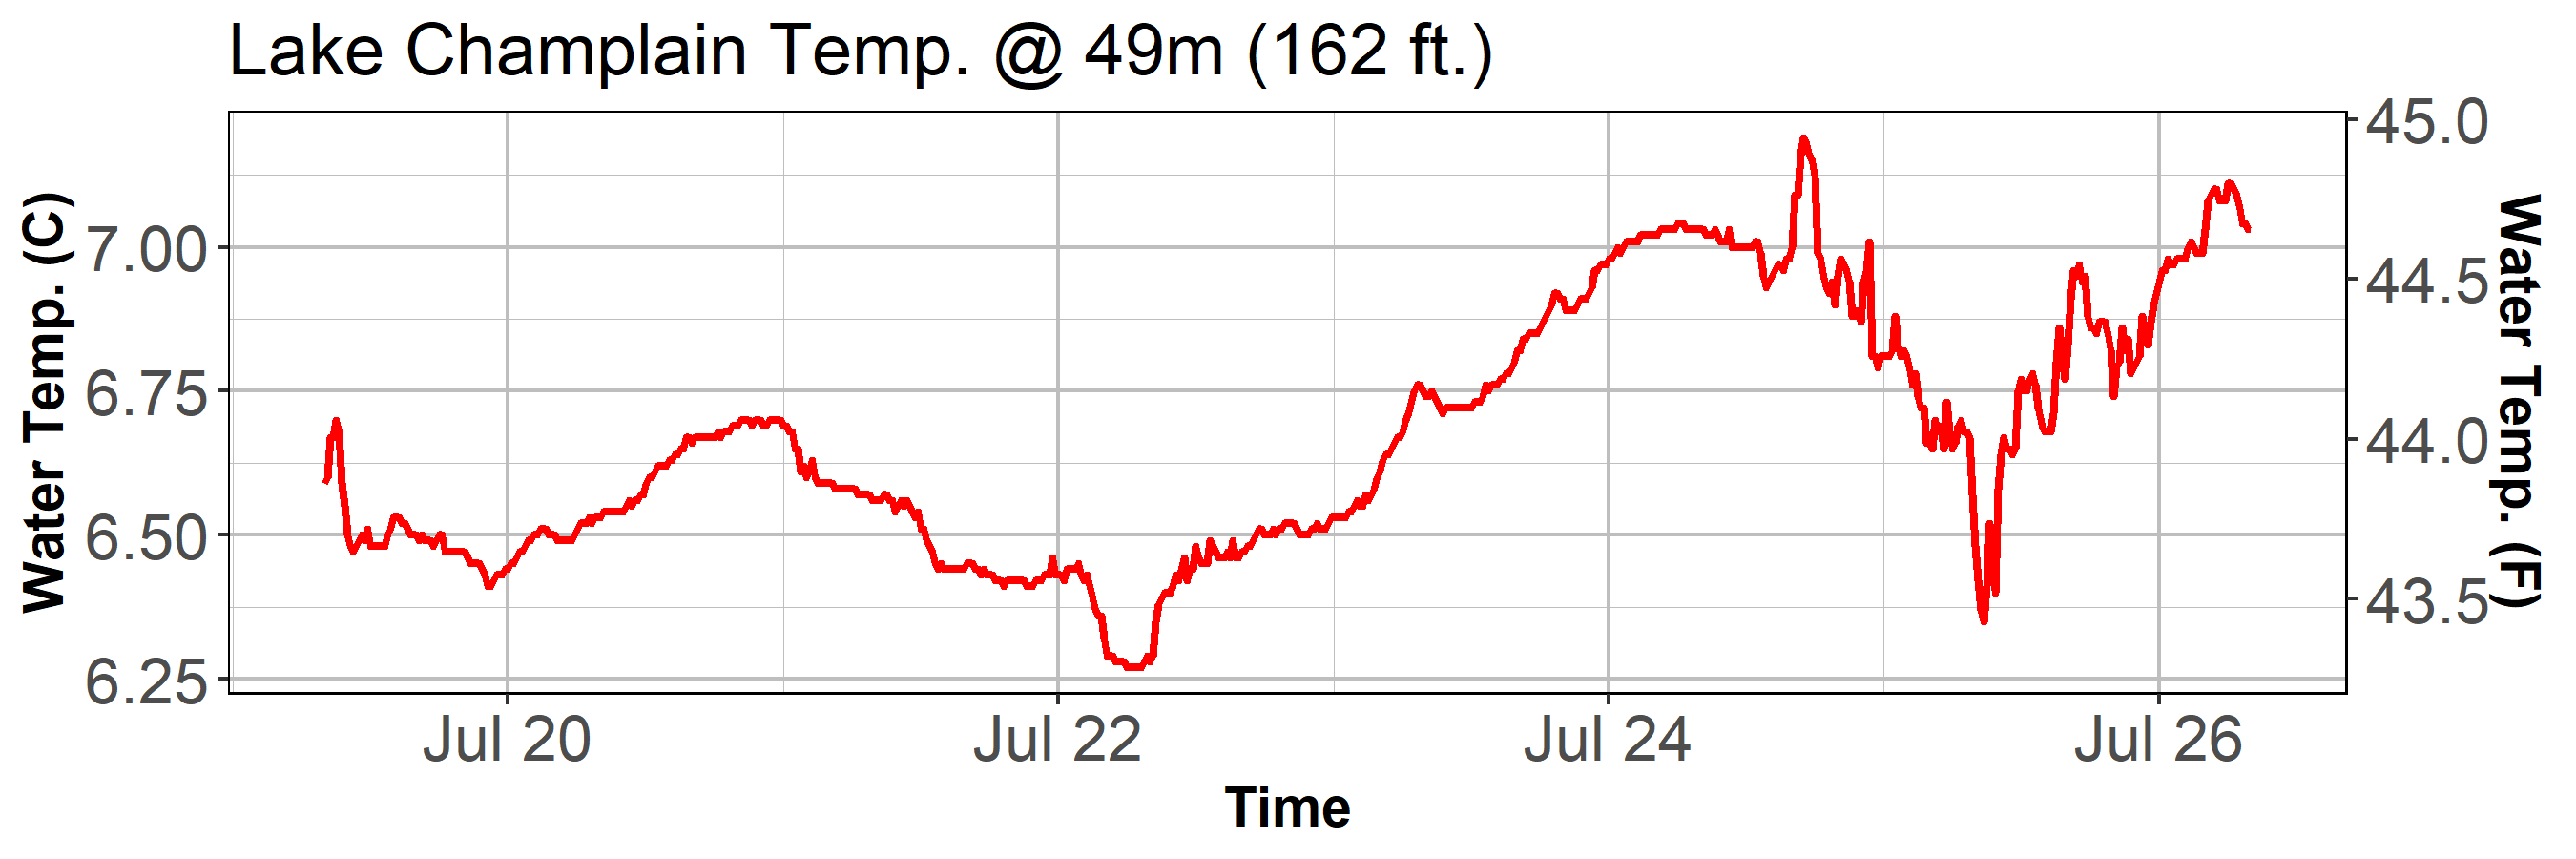 Lake Champlain Temp. @ 49m (162 ft.)
Water Temp. (C)
7.00
6.75
6.50
6.25
45.0
44.5
44.0
43.5
Water Temp. (F)
Jul 20
Jul 22
Jul 24
Jul 26
Time